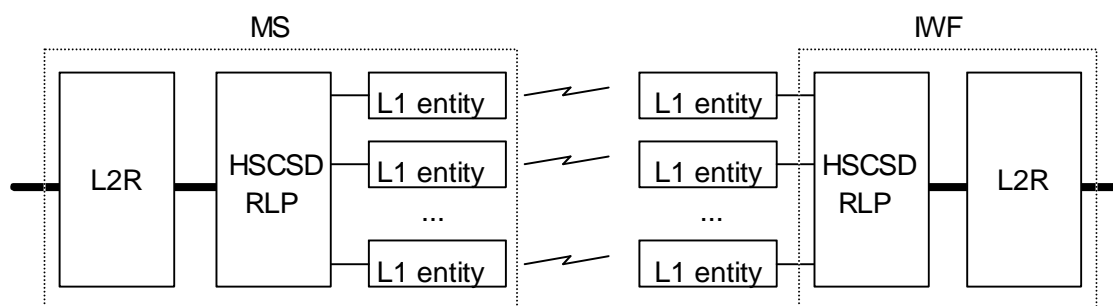 MS
IWF
L2R
HSCSD
RLP
L1 entity
L1 entity
...
L1 entity
L1 entity
L1 entity
...
L1 entity
HSCSD
RLP
L2R